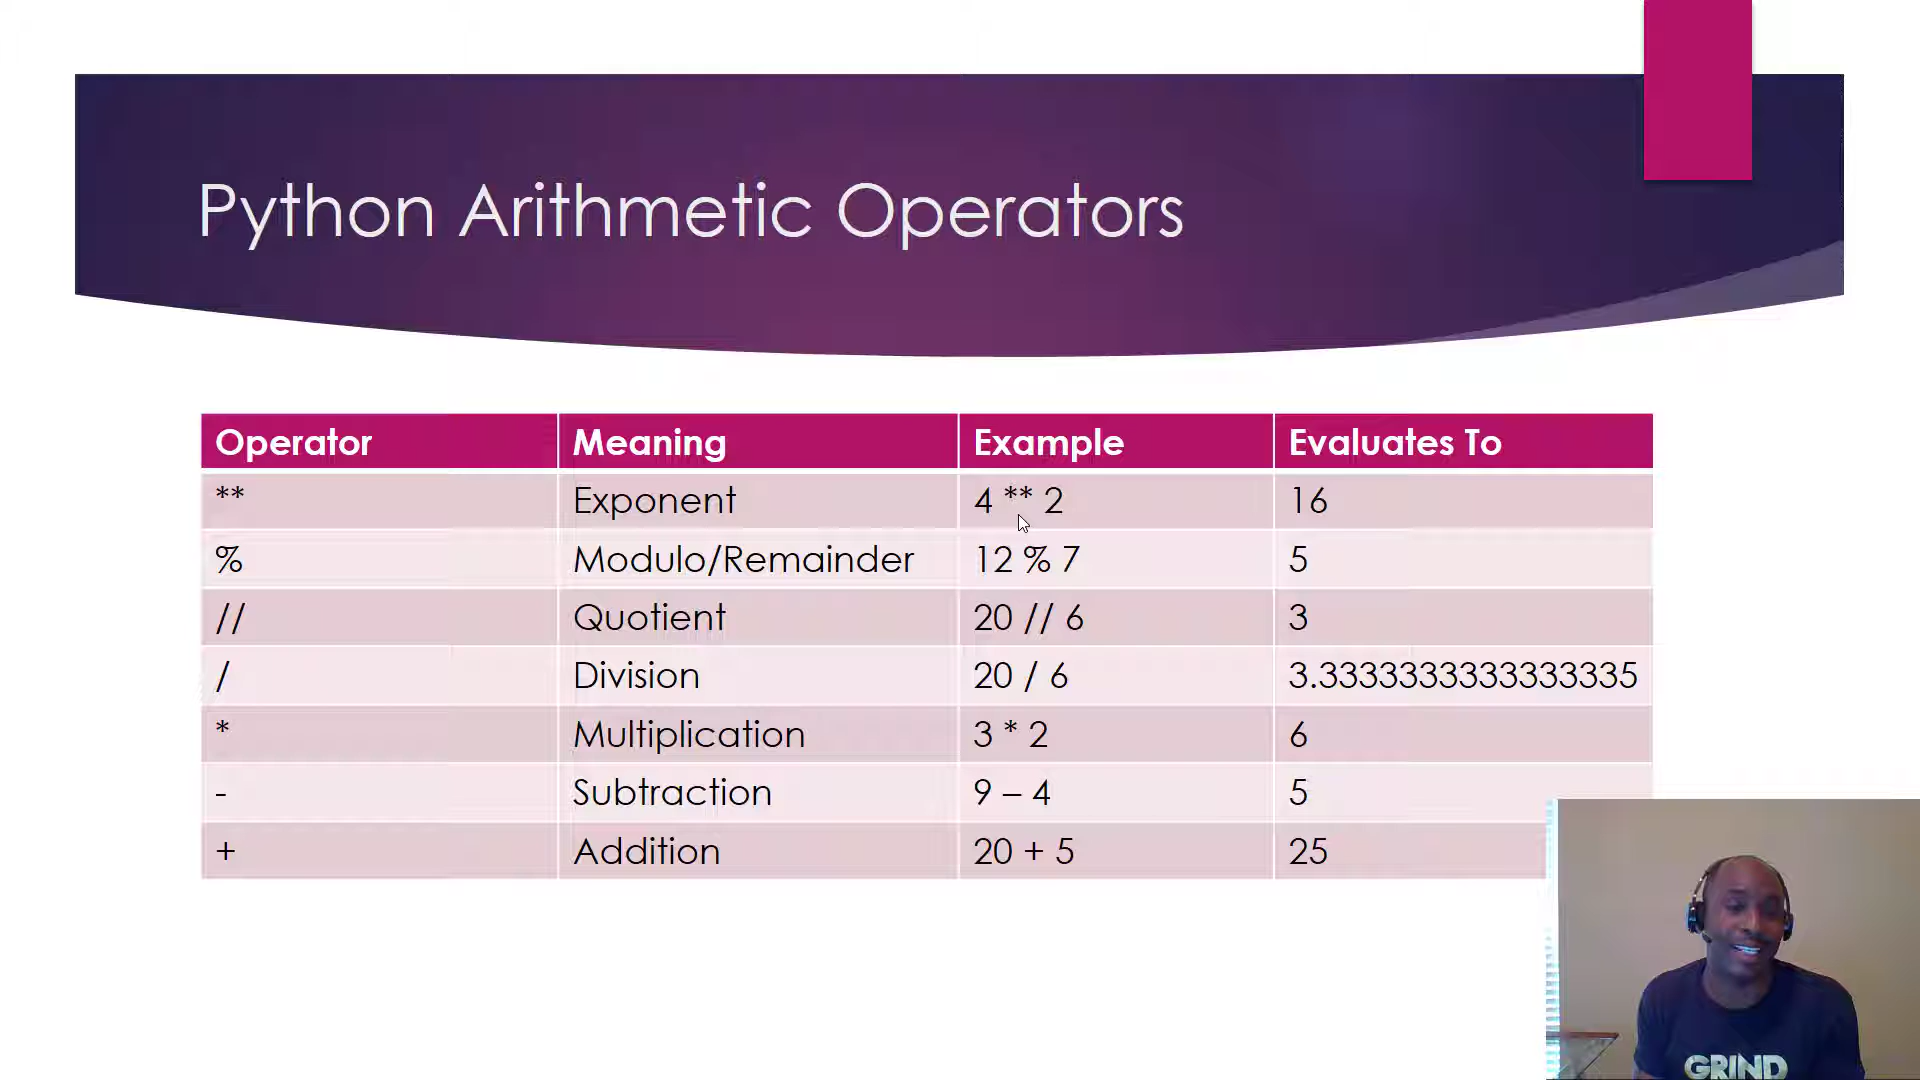 Python Arithmetic Operators
Operator Meaning Example Evaluates To
** Exponent 4 ** 2 16
% Modulo/Remainder 12 % 7 5
// Quotient 20 // 6 3
/ Division 20 / 6 3.3333333333333335
* Multiplication 3 * 2 6
- Subtraction 9 – 4 5
+ Addition 20 + 5 25
GRIND